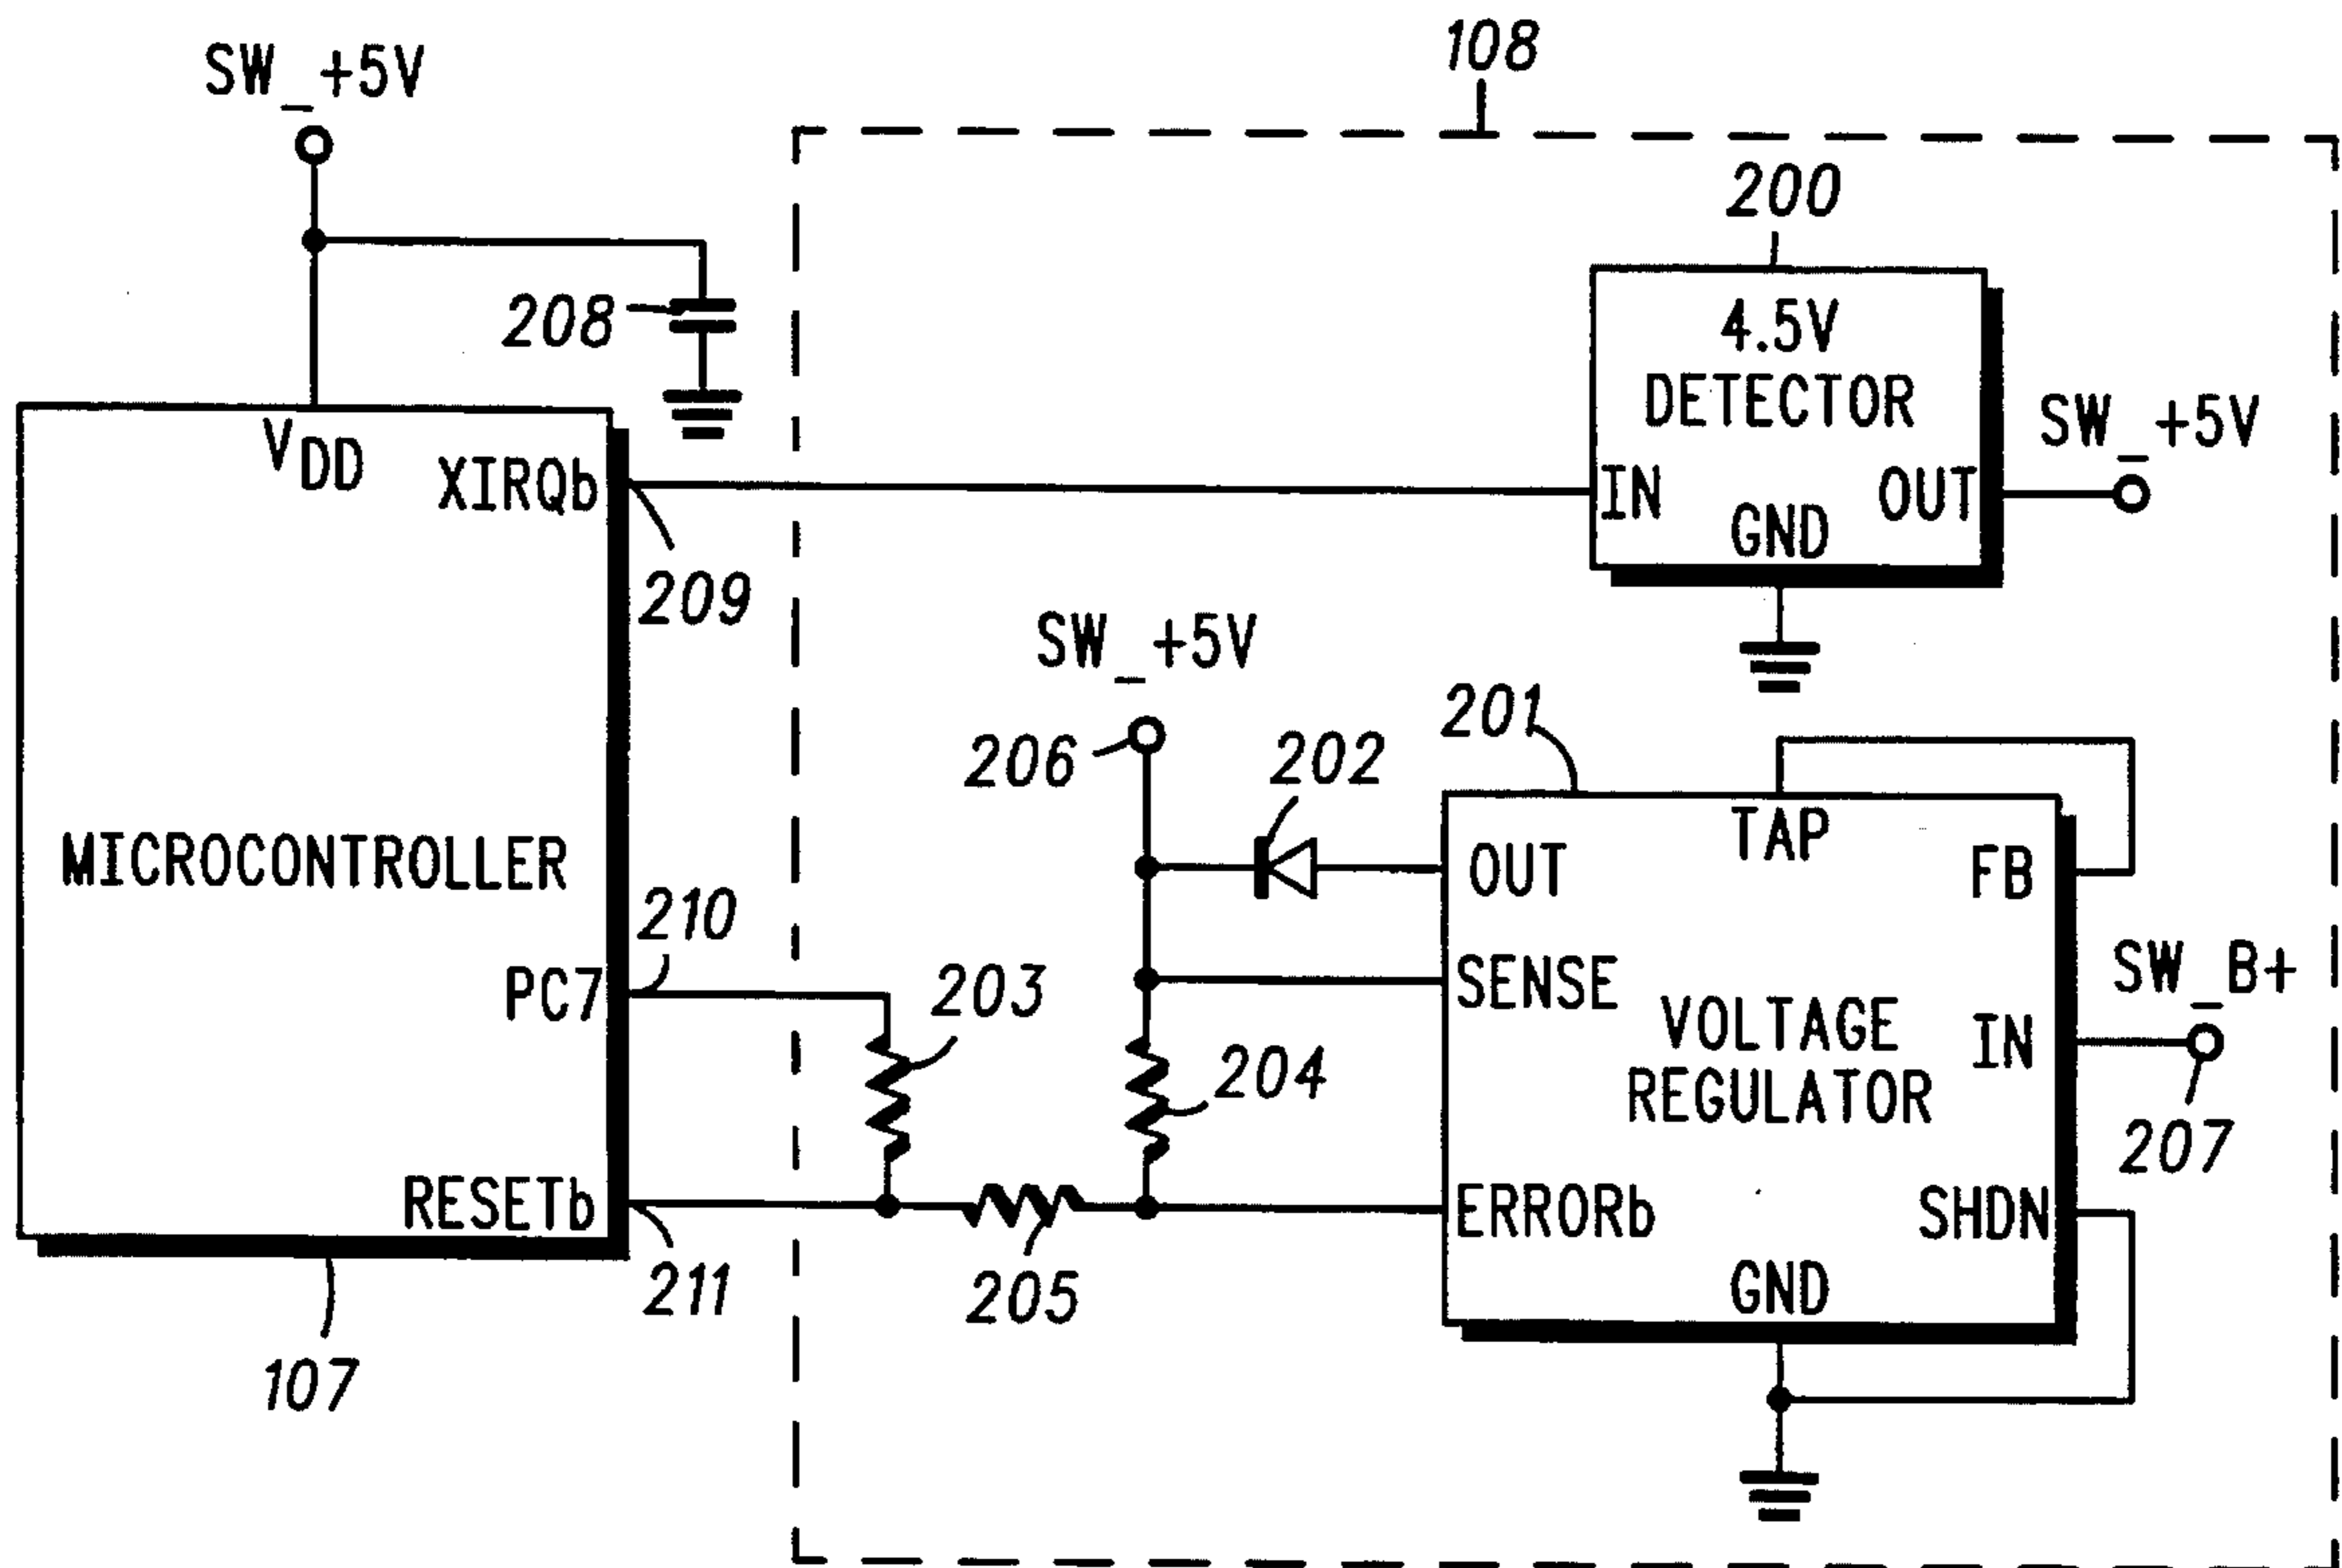 108
SW_+5V
200
4.5V
DETECTOR
IN
GND
OUT
SW_+5V
208
VDD
XIRQb
209
SW_+5V
206
202
201
OUT
TAP
FB
SENSE
VOLTAGE
REGULATOR
IN
SW_B+
207
MICROCONTROLLER
210
PC7
203
204
RESETb
211
205
ERRORb
SHDN
GND
107